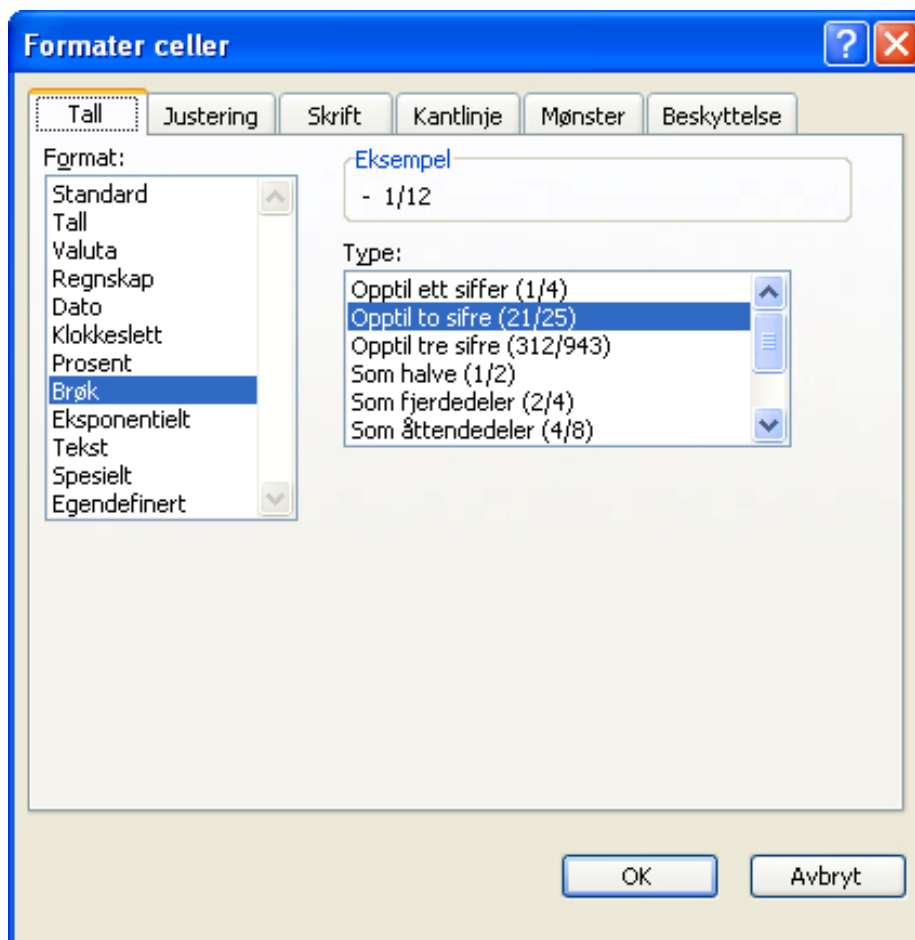 Formater celler
Tall Justering Skrift Kantlinje Mønster Beskyttelse
Format:
Standard
Tall
Valuta
Regnskap
Dato
Klokkeslett
Prosent
Brøk
Eksponentielt
Tekst
Spesielt
Egendefinert
Eksempel
- 1/12
Type:
Opptil ett siffer (1/4)
Opptil to sifre (21/25)
Opptil tre sifre (312/943)
Som halve (1/2)
Som fjerdedeler (2/4)
Som åttendedeler (4/8)
OK Avbryt